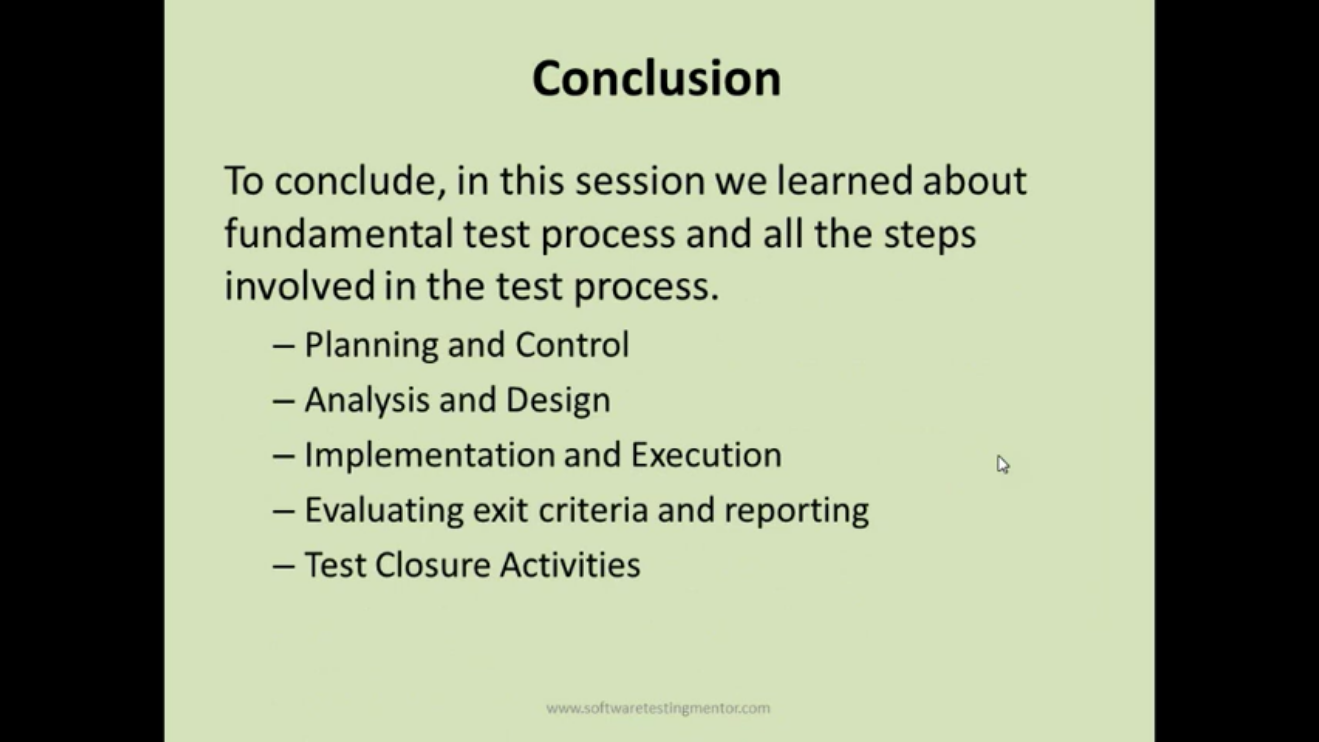 Conclusion
To conclude, in this session we learned about
fundamental test process and all the steps
involved in the test process.
– Planning and Control
– Analysis and Design
– Implementation and Execution
– Evaluating exit criteria and reporting
– Test Closure Activities
www.softwaretestingmentor.com